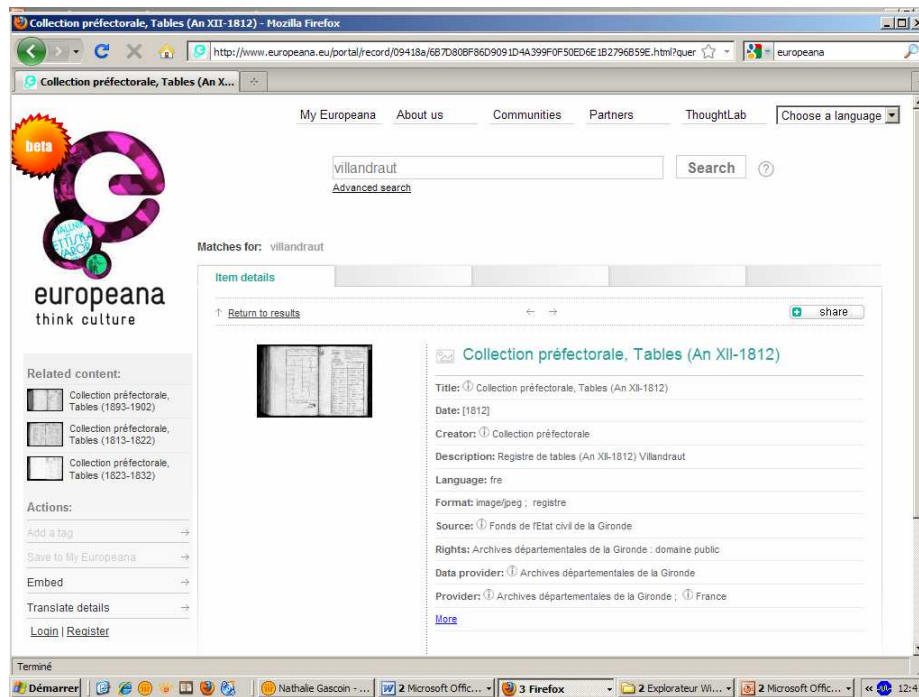 Collection préfectorale, Tables (An XII-1812) - Mozilla Firefox
http://www.europeana.eu/portal/record/09418a/6B7D80BF86D9091D4A399F0F50ED6E1B2796B59E.html?quer
europeana
Collection préfectorale, Tables (An X...
My Europeana About us Communities Partners ThoughtLab Choose a language
beta
villandraut Search ?
Advanced search
Matches for: villandraut
Item details
europeana
think culture
Return to results share
Collection préfectorale, Tables (An XII-1812)
Title: Collection préfectorale, Tables (An XII-1812)
Date: [1812]
Creator: Collection préfectorale
Description: Registre de tables (An XII-1812) Villandraut
Language: fre
Format: image/jpeg ; registre
Source: Fonds de l'Etat civil de la Gironde
Rights: Archives départementales de la Gironde : domaine public
Data provider: Archives départementales de la Gironde
Provider: Archives départementales de la Gironde ; France
More
Related content:
Collection préfectorale,
Tables (1893-1902)
Collection préfectorale,
Tables (1813-1822)
Collection préfectorale,
Tables (1823-1832)
Actions:
Add a tag
Save to My Europeana
Embed
Translate details
Login | Register
Terminé
Démarrer Nathalie Gascoin - ... 2 Microsoft Offic... 3 Firefox 2 Explorateur Wi... 2 Microsoft Offic...